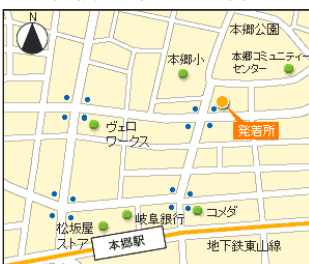 N
本郷公園
本郷小
本郷コミュニティー
センター
発着所
ヴェロ
ワークス
岐阜銀行
コメダ
松坂屋
ストア
本郷駅
地下鉄東山線